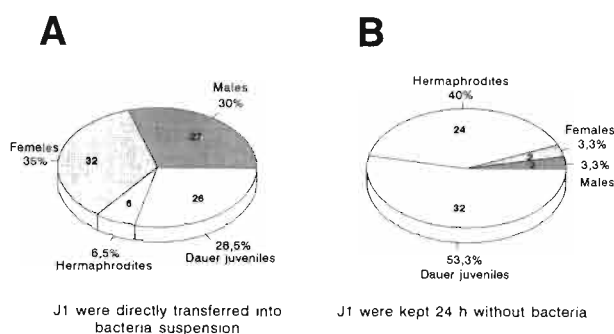 A
Males
30%
27
Femeles
35%
32
6
26
6,5%
Hermaphrodites
28,5%
Dauer juveniles
J1 were directly transferred into
bacteria suspension
B
Hermaphrodites
40%
24
Females
3,3%
2
2
3,3%
Males
32
53,3%
Dauer juveniles
J1 were kept 24 h without bacteria